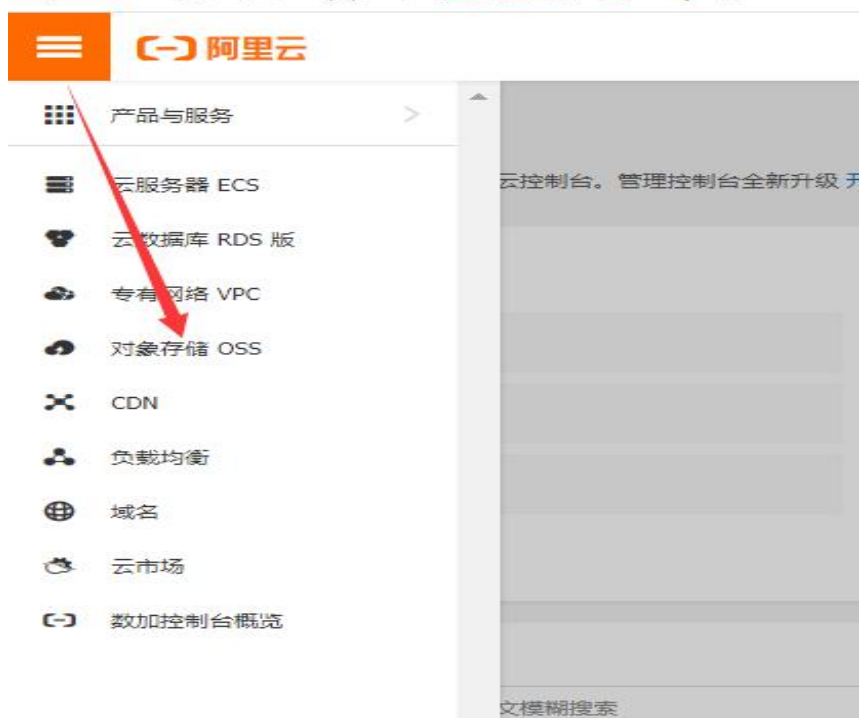 阿里云
产品与服务
云服务器 ECS
云控制台。管理控制台全新升级
云数据库 RDS 版
专有网络 VPC
对象存储 OSS
CDN
负载均衡
域名
云市场
数加控制台概览
文模糊搜索